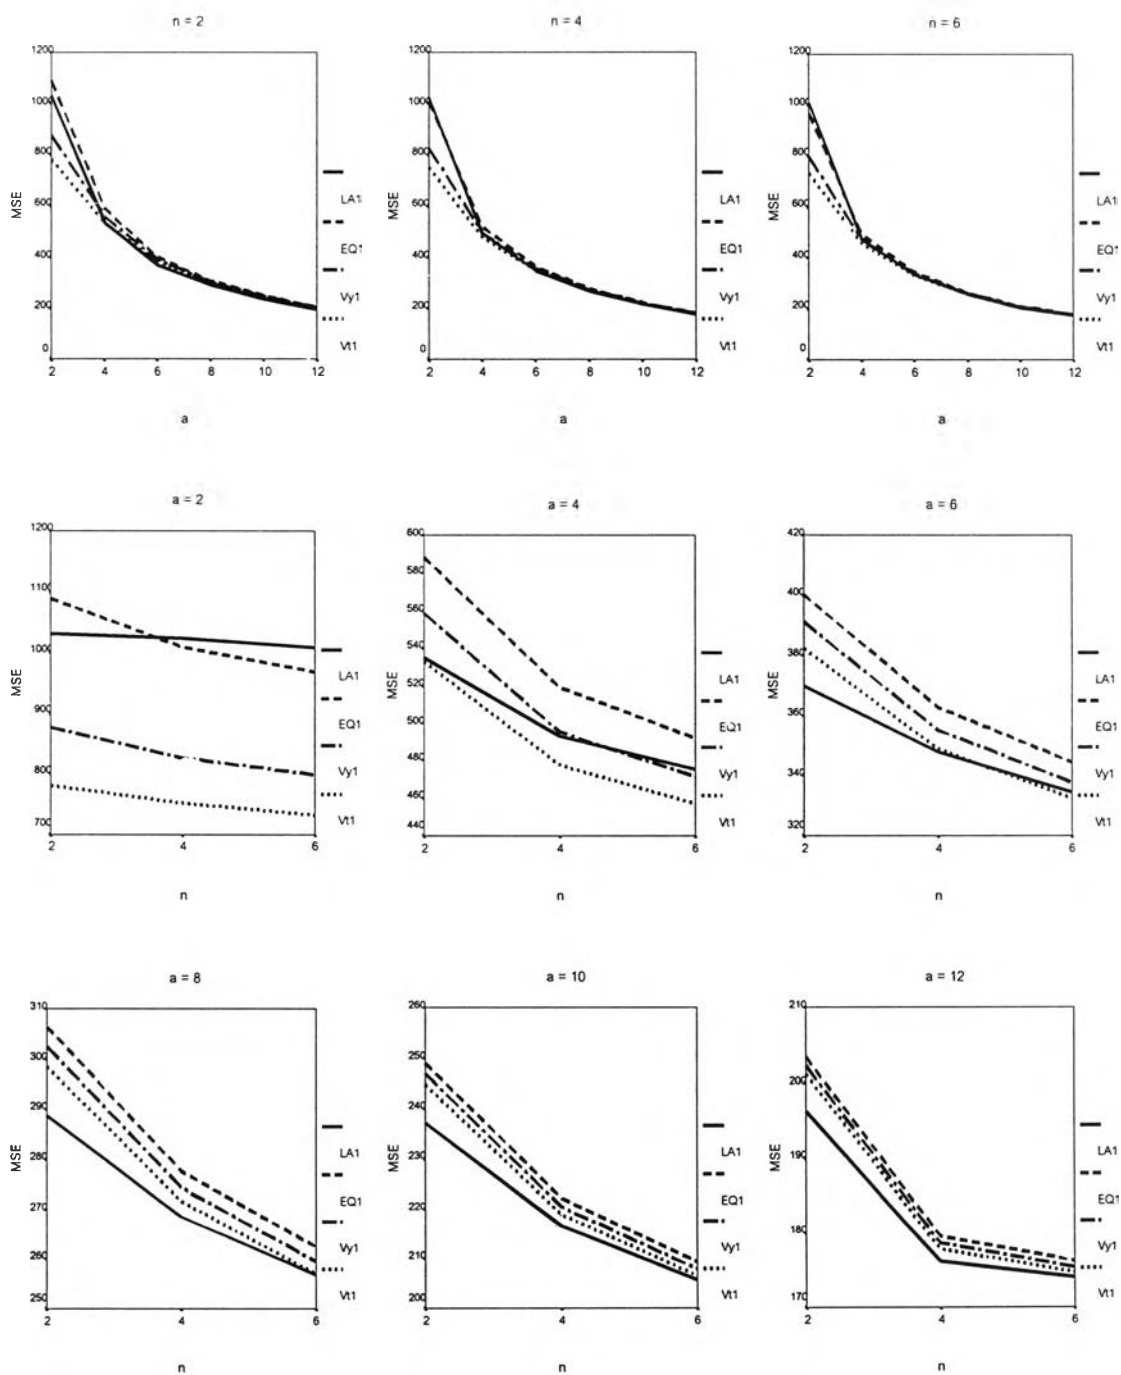 n = 2
1200
1000
800
600
400
200
0
MSE
2 4 6 8 10 12
a
LA1
EQ1
Vy1
Vt1
n = 4
1200
1000
800
600
400
200
0
MSE
2 4 6 8 10 12
a
LA1
EQ1
Vy1
Vt1
n = 6
1200
1000
800
600
400
200
0
MSE
2 4 6 8 10 12
a
LA1
EQ1
Vy1
Vt1
a = 2
1200
1100
1000
900
800
700
MSE
2 4 6
n
LA1
EQ1
Vy1
Vt1
a = 4
600
580
560
540
520
500
480
460
440
MSE
2 4 6
n
LA1
EQ1
Vy1
Vt1
a = 6
420
400
380
360
340
320
MSE
2 4 6
n
LA1
EQ1
Vy1
Vt1
a = 8
310
300
290
280
270
260
250
MSE
2 4 6
n
LA1
EQ1
Vy1
Vt1
a = 10
260
250
240
230
220
210
200
MSE
2 4 6
n
LA1
EQ1
Vy1
Vt1
a = 12
210
200
190
180
170
MSE
2 4 6
n
LA1
EQ1
Vy1
Vt1